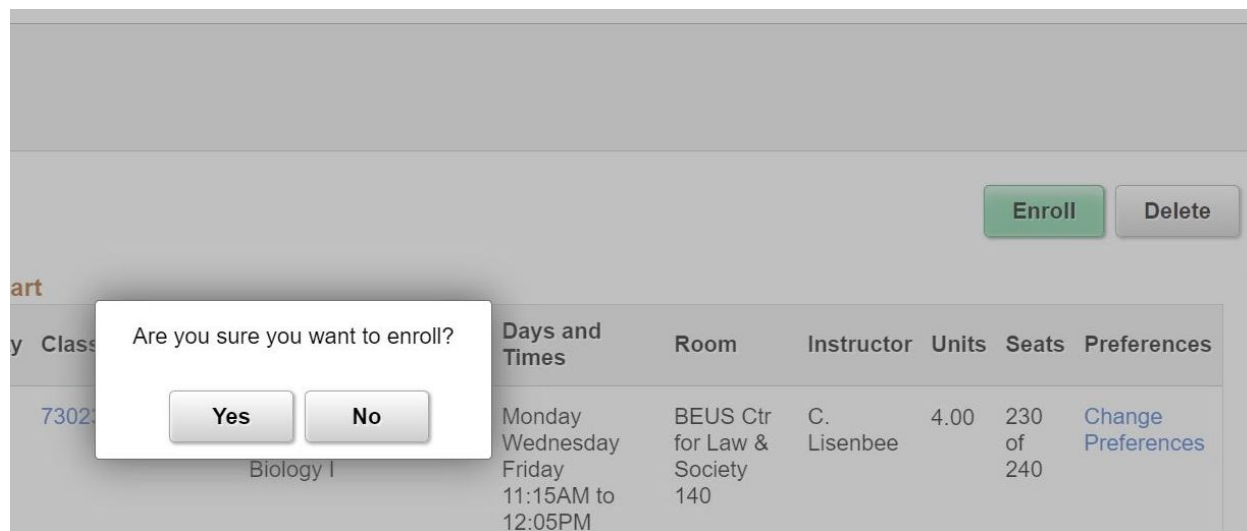 Enroll
Delete
art
y Class
Days and
Times
Room
Instructor
Units
Seats
Preferences
Are you sure you want to enroll?
Yes
No
7302
Biology I
Monday
Wednesday
Friday
11:15AM to
12:05PM
BEUS Ctr
for Law &
Society
140
C.
Lisenbee
4.00
230
of
240
Change
Preferences